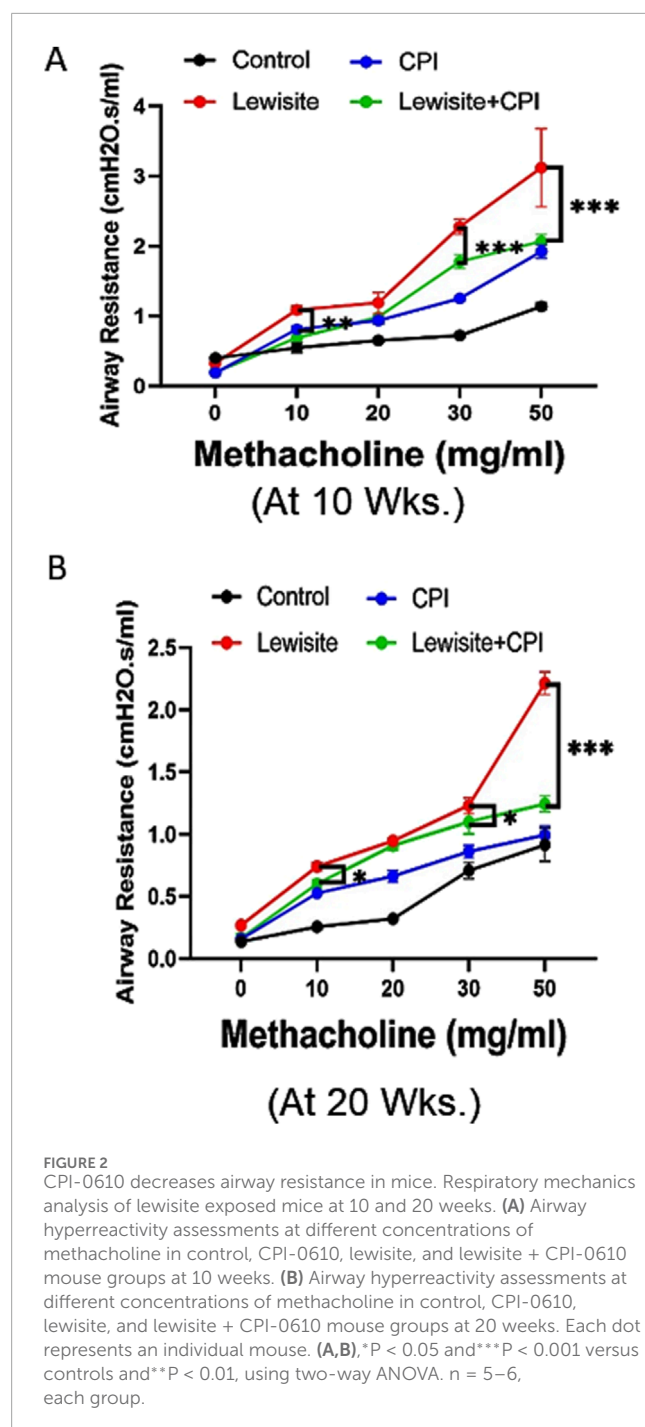 A
Control
CPI
Lewisite
Lewisite+CPI
Airway Resistance (cmH2O.s/ml)
4
3
2
1
0
**
***
***
0 10 20 30 50
Methacholine (mg/ml)
(At 10 Wks.)
B
Control
CPI
Lewisite
Lewisite+CPI
Airway Resistance (cmH2O.s/ml)
2.5
2.0
1.5
1.0
0.5
0.0
*
*
***
0 10 20 30 50
Methacholine (mg/ml)
(At 20 Wks.)
FIGURE 2
CPI-0610 decreases airway resistance in mice. Respiratory mechanics
analysis of lewisite exposed mice at 10 and 20 weeks. (A) Airway
hyperreactivity assessments at different concentrations of
methacholine in control, CPI-0610, lewisite, and lewisite + CPI-0610
mouse groups at 10 weeks. (B) Airway hyperreactivity assessments at
different concentrations of methacholine in control, CPI-0610,
lewisite, and lewisite + CPI-0610 mouse groups at 20 weeks. Each dot
represents an individual mouse. (A,B),*P < 0.05 and***P < 0.001 versus
controls and**P < 0.01, using two-way ANOVA. n = 5–6,
each group.